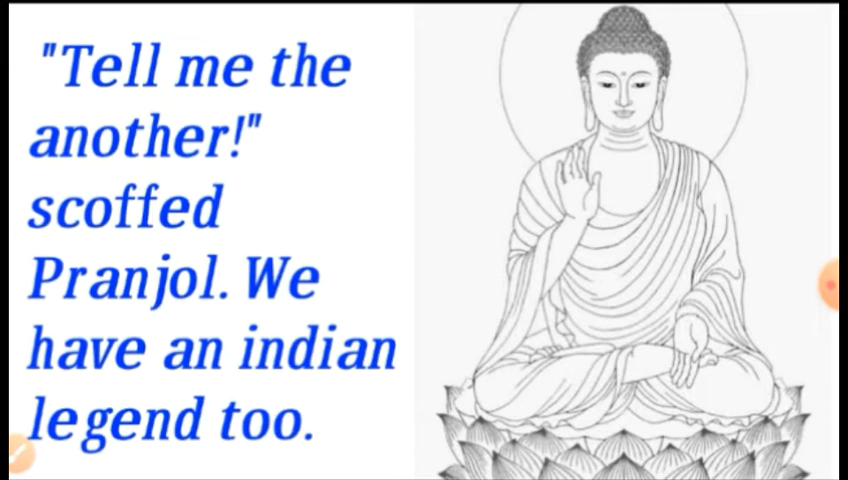 "Tell me the
another!"
scoffed
Pranjol. We
have an indian
legend too.